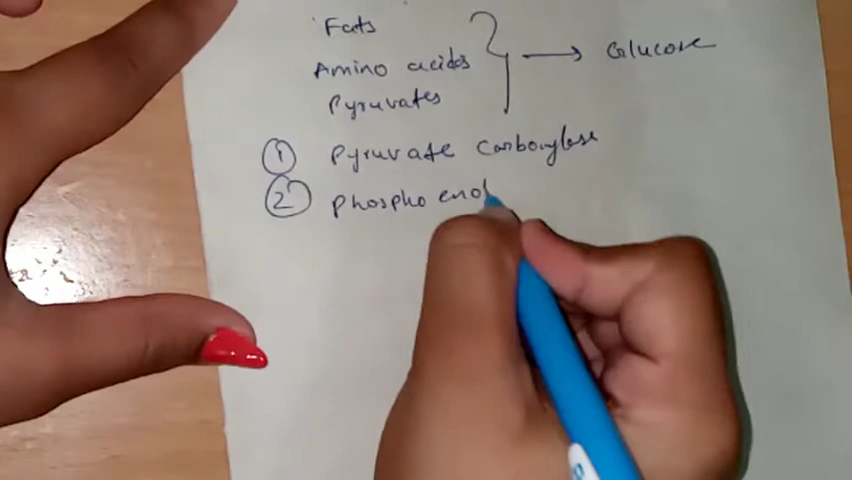 Fats
Amino acids → Glucose
Pyruvates
1 Pyruvate Carboxylase
2 Phospho enol